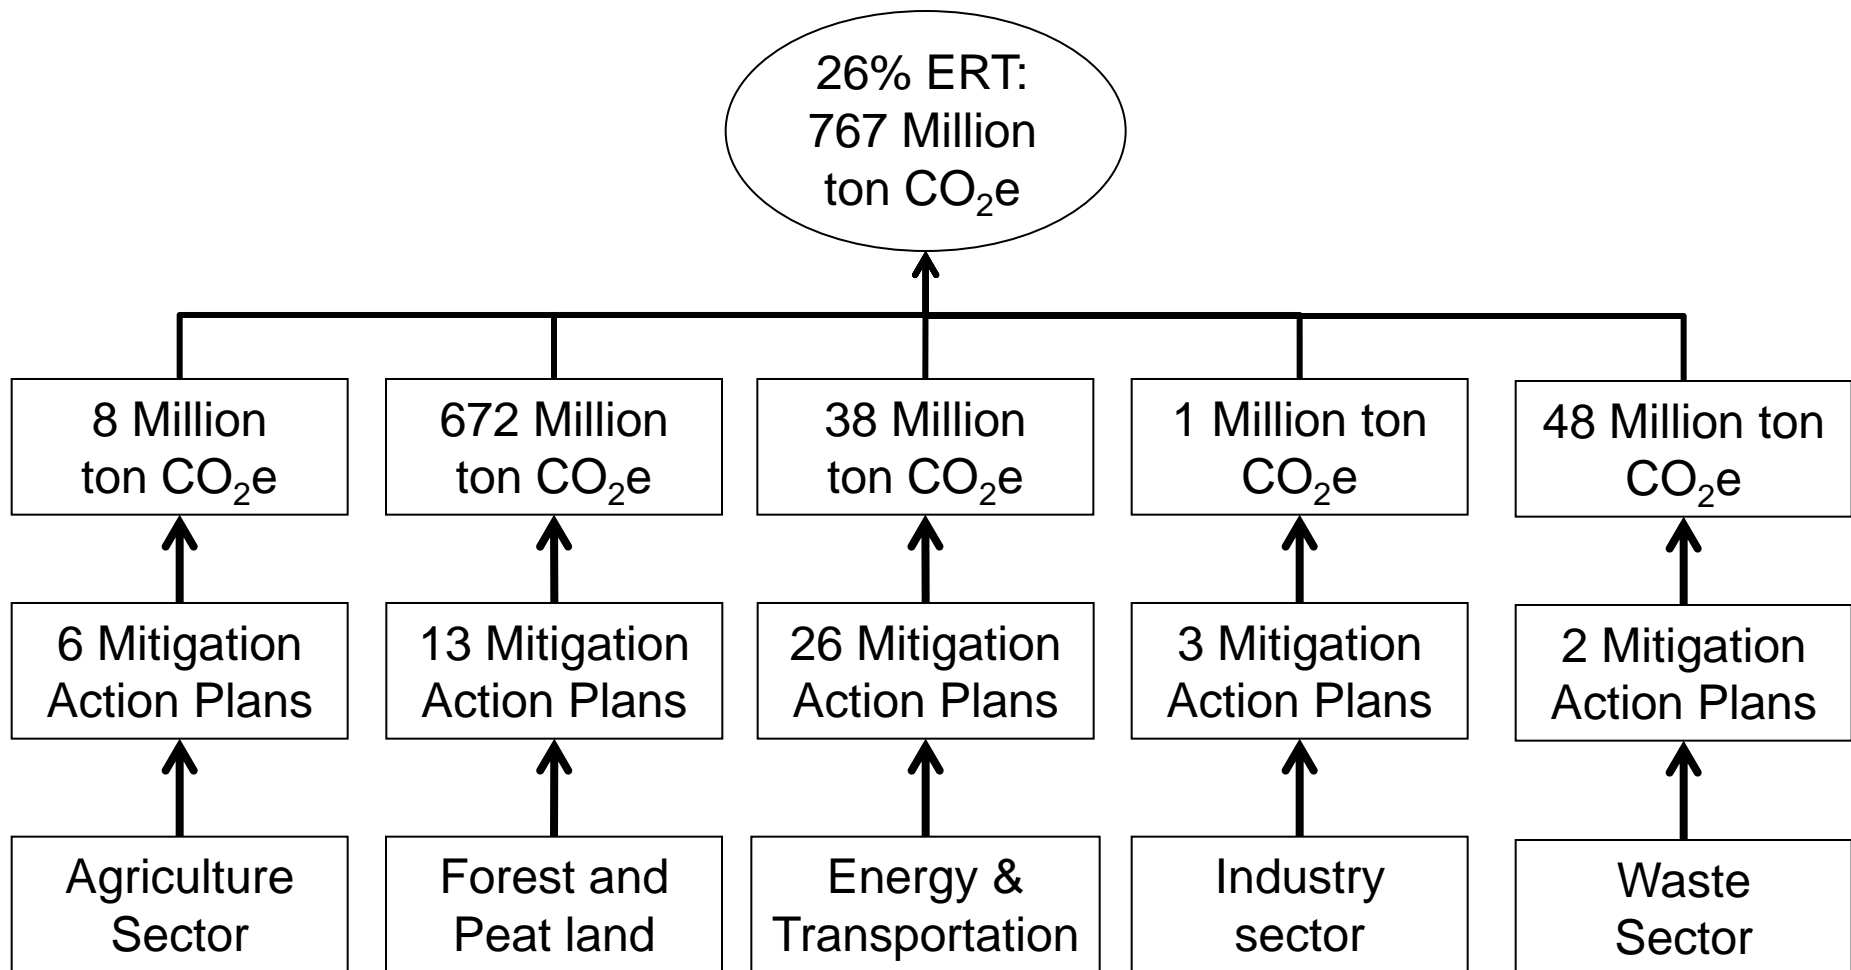 26% ERT:
767 Million
ton CO₂e
8 Million
ton CO₂e
672 Million
ton CO₂e
38 Million
ton CO₂e
1 Million ton
CO₂e
48 Million ton
CO₂e
6 Mitigation
Action Plans
13 Mitigation
Action Plans
26 Mitigation
Action Plans
3 Mitigation
Action Plans
2 Mitigation
Action Plans
Agriculture
Sector
Forest and
Peat land
Energy &
Transportation
Industry
sector
Waste
Sector